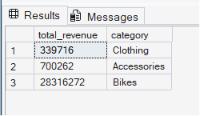 Results Messages
total_revenue category
1 339716 Clothing
2 700262 Accessories
3 28316272 Bikes